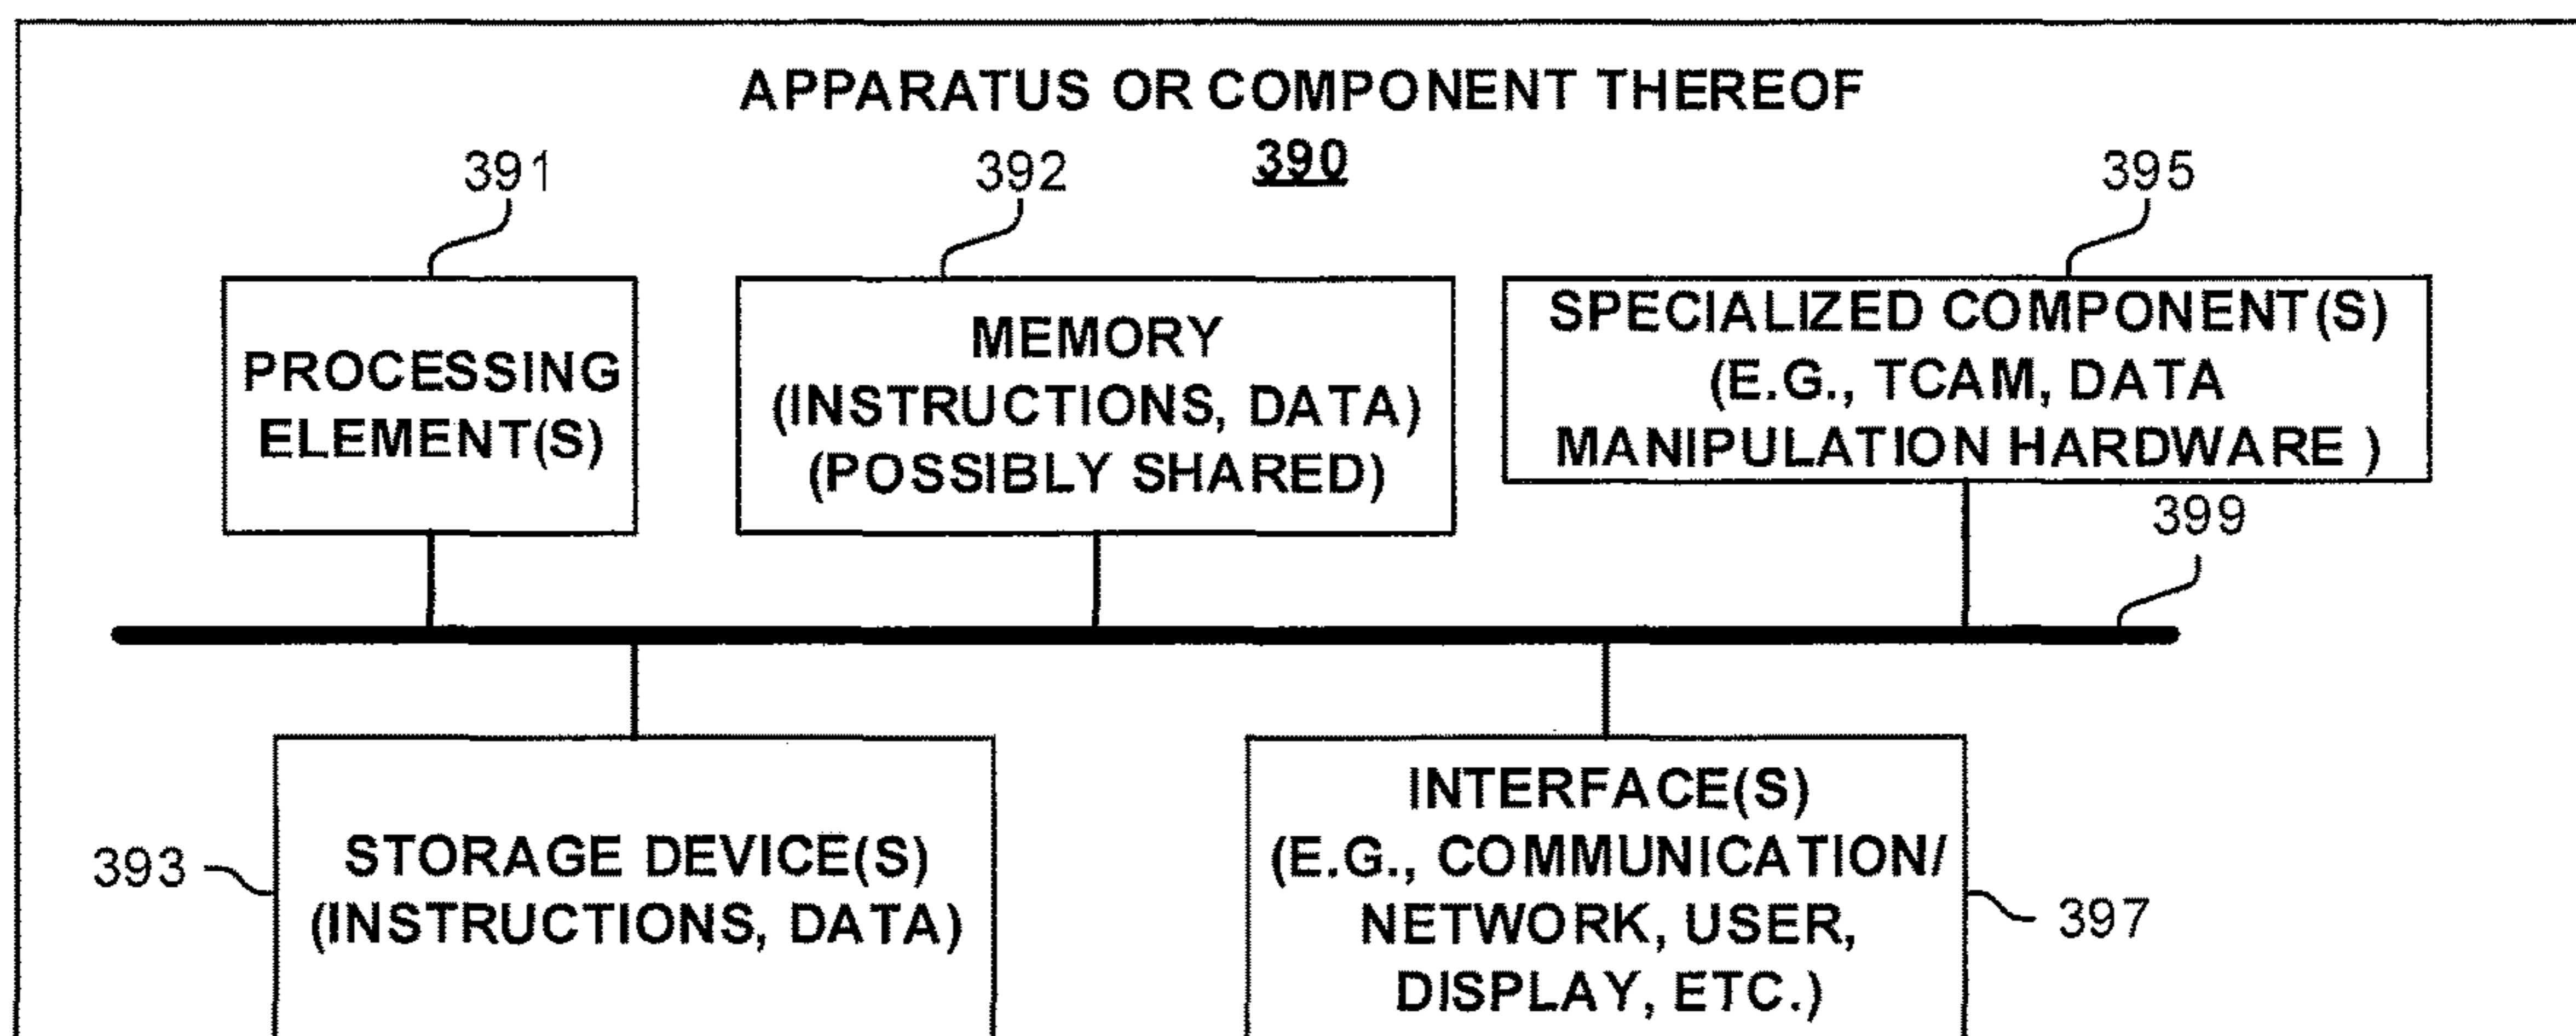 APPARATUS OR COMPONENT THEREOF
390
391
392
395
PROCESSING
ELEMENT(S)
MEMORY
(INSTRUCTIONS, DATA)
(POSSIBLY SHARED)
SPECIALIZED COMPONENT(S)
(E.G., TCAM, DATA
MANIPULATION HARDWARE )
399
393
STORAGE DEVICE(S)
(INSTRUCTIONS, DATA)
INTERFACE(S)
(E.G., COMMUNICATION/
NETWORK, USER,
DISPLAY, ETC.)
397